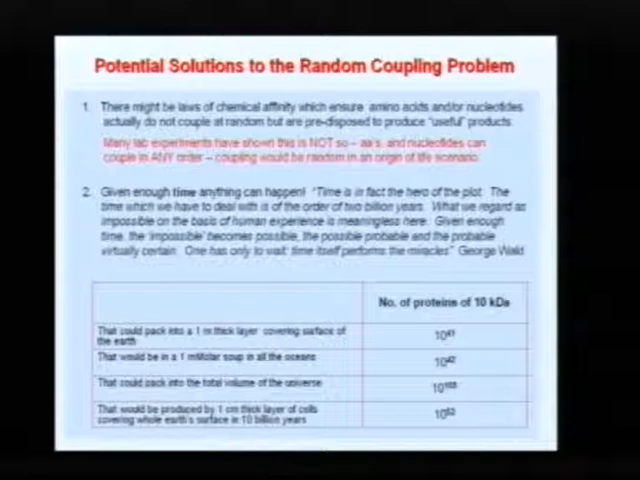 Potential Solutions to the Random Coupling Problem
1. There might be laws of chemical affinity which ensure amino acids and/or nucleotides
actually do not couple at random but are pre-disposed to produce "useful" products.
Many lab experiments have shown this is NOT so – aa's, and nucleotides can
couple in ANY order – coupling would be random in an origin of life scenario.
2. Given enough time anything can happen! "Time is in fact the hero of the plot. The
time which we have to deal with is of the order of two billion years. What we regard as
impossible on the basis of human experience is meaningless here. Given enough
time, the 'impossible' becomes possible, the possible probable and the probable
virtually certain. One has only to wait: time itself performs the miracles" George Wald
No. of proteins of 10 kDa
That could pack into a 1 m thick layer covering surface of
the earth
10⁴¹
That would be in a 1 mMolar soup in all the oceans
10⁴²
That could pack into the total volume of the universe
10
That would be produced by 1 cm thick layer of cells
covering whole earth's surface in 10 billion years
10⁵³